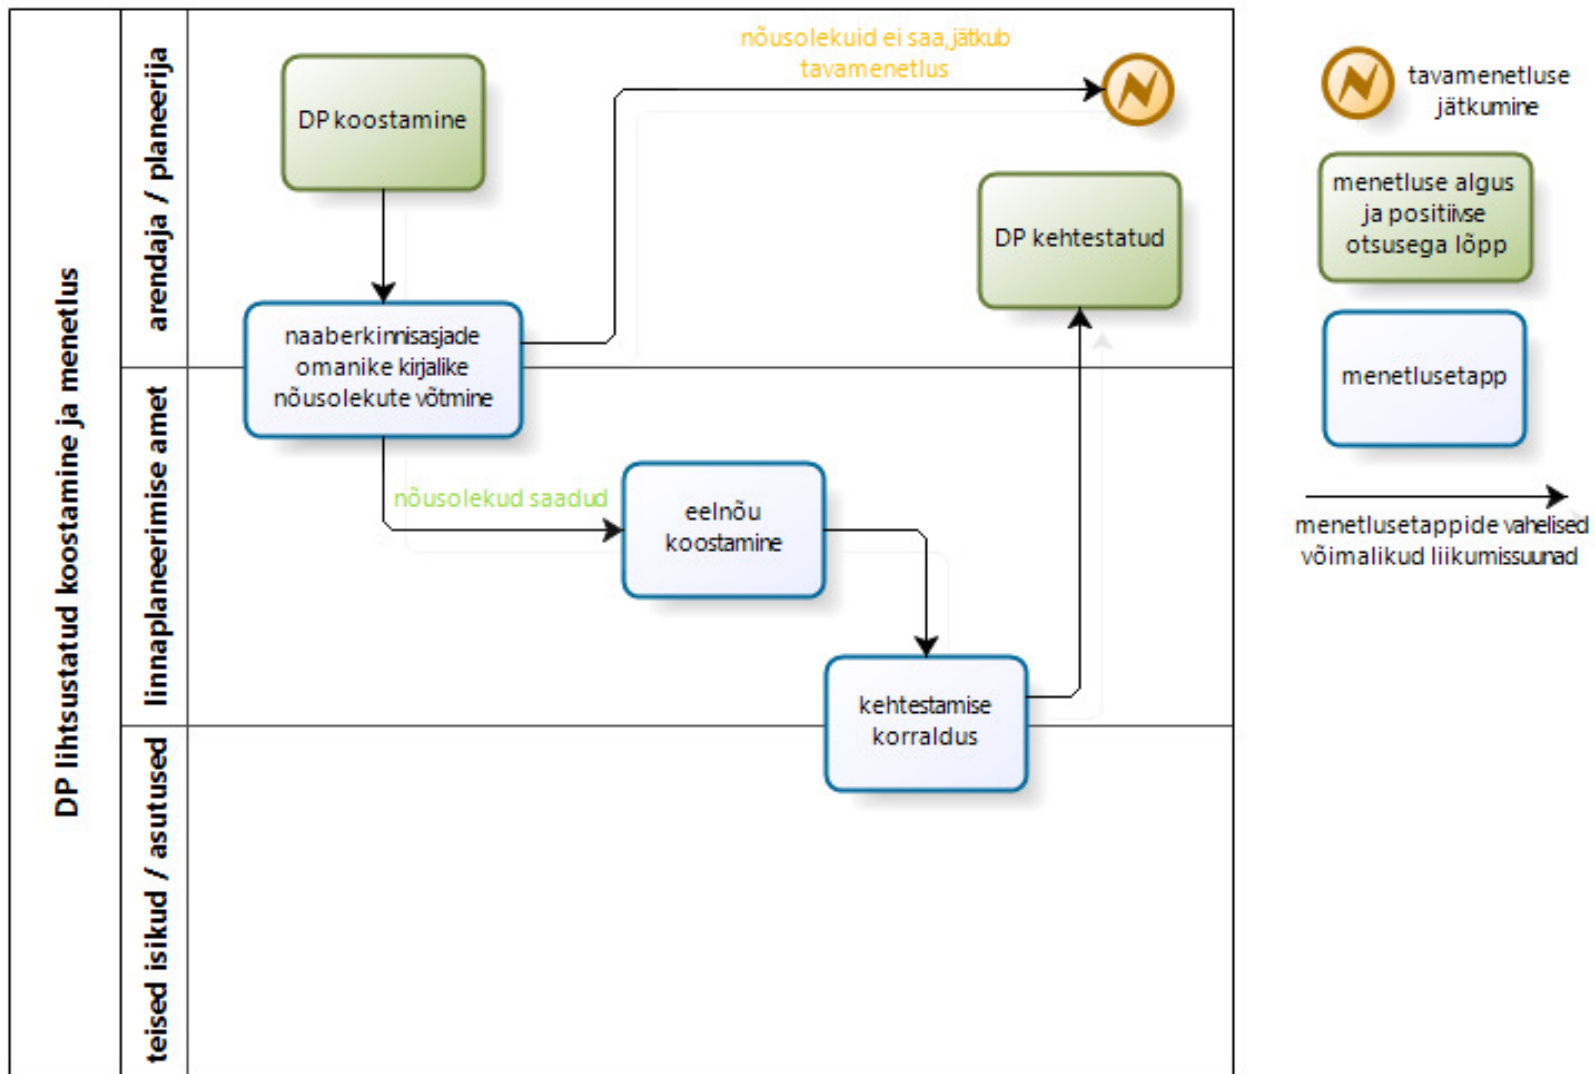 DP lihtsustatud koostamine ja menetlus
arendaja / planeerija
linnaplaneerimise amet
teised isikud / asutused
DP koostamine
nõusolekuid ei saa, jätkub
tavamenetlus
DP kehtestatud
naaberkinnisasjade
omanike kirjalike
nõusolekute võtmine
nõusolekud saadud
eelnõu
koostamine
kehtestamise
korraldus
tavamenetluse
jätkumine
menetluse algus
ja positiivse
otsusega lõpp
menetlusetapp
menetlusetappide vahelised
võimalikud liikumissuunad